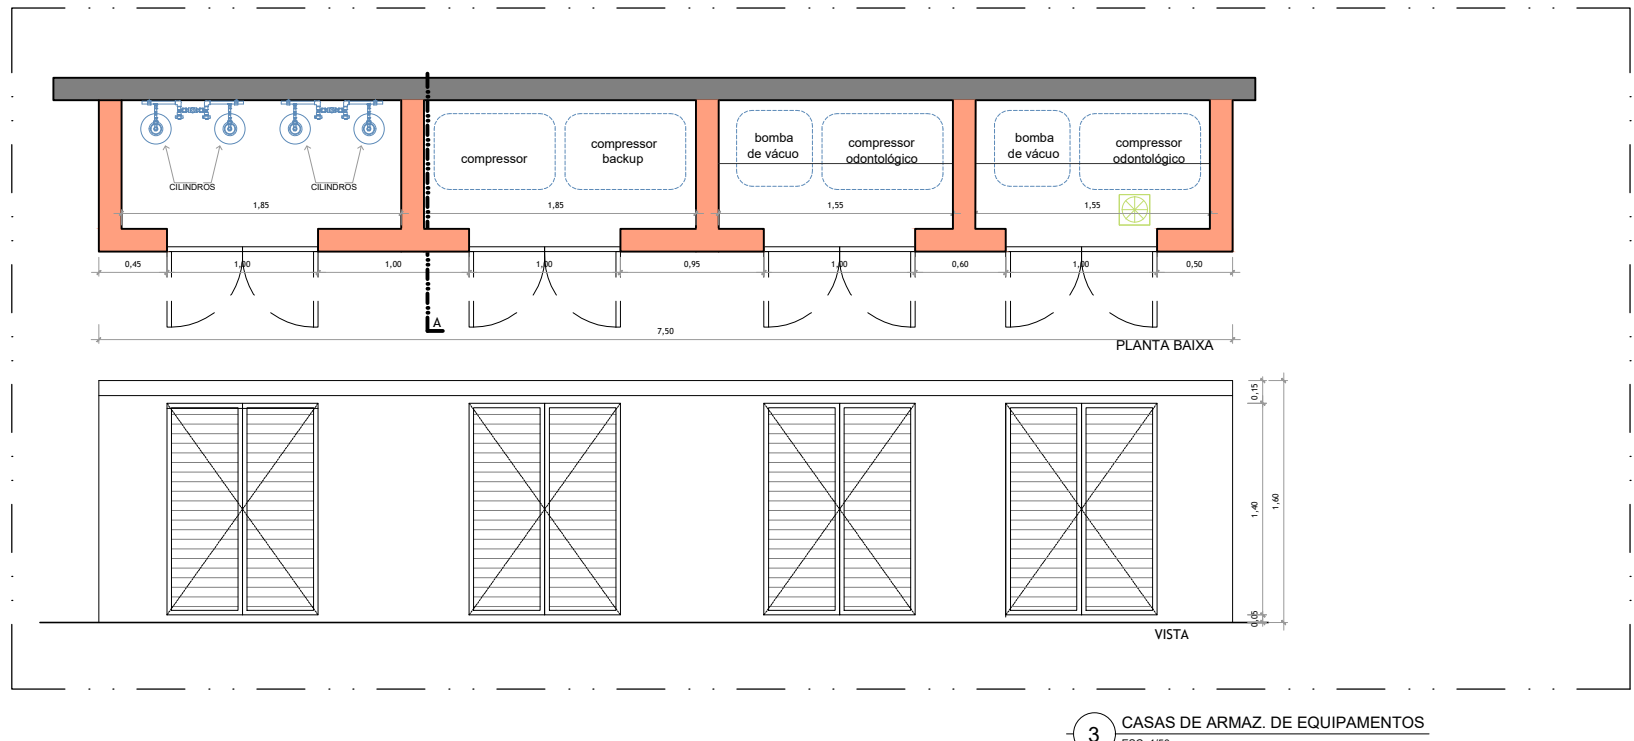 compressor
compressor
backup
bomba
de vácuo
compressor
odontológico
bomba
de vácuo
compressor
odontológico
CILINDROS
CILINDROS
1,85
1,85
1,55
1,55
0,45
1,00
1,00
1,00
0,95
1,00
0,60
1,00
0,50
A
7,50
PLANTA BAIXA
0,15
1,40
1,60
0,05
VISTA
3
CASAS DE ARMAZ. DE EQUIPAMENTOS